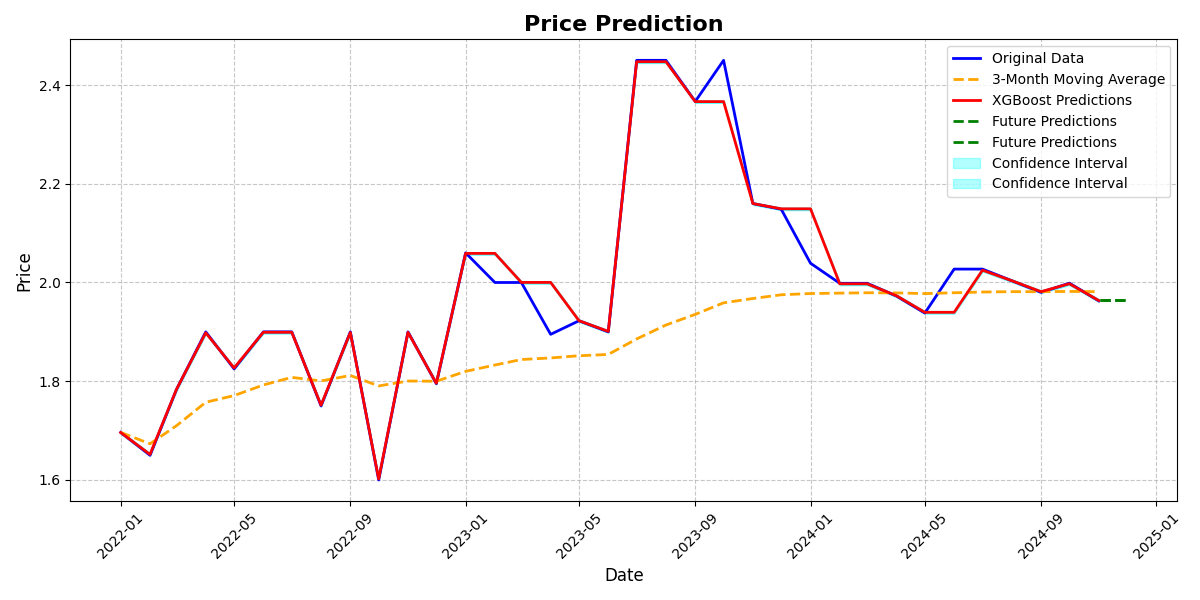 Price Prediction
Original Data
3-Month Moving Average
XGBoost Predictions
Future Predictions
Future Predictions
Confidence Interval
Confidence Interval
Price
2.4
2.2
2.0
1.8
1.6
2022-01
2022-05
2022-09
2023-01
2023-05
2023-09
2024-01
2024-05
2024-09
2025-01
Date